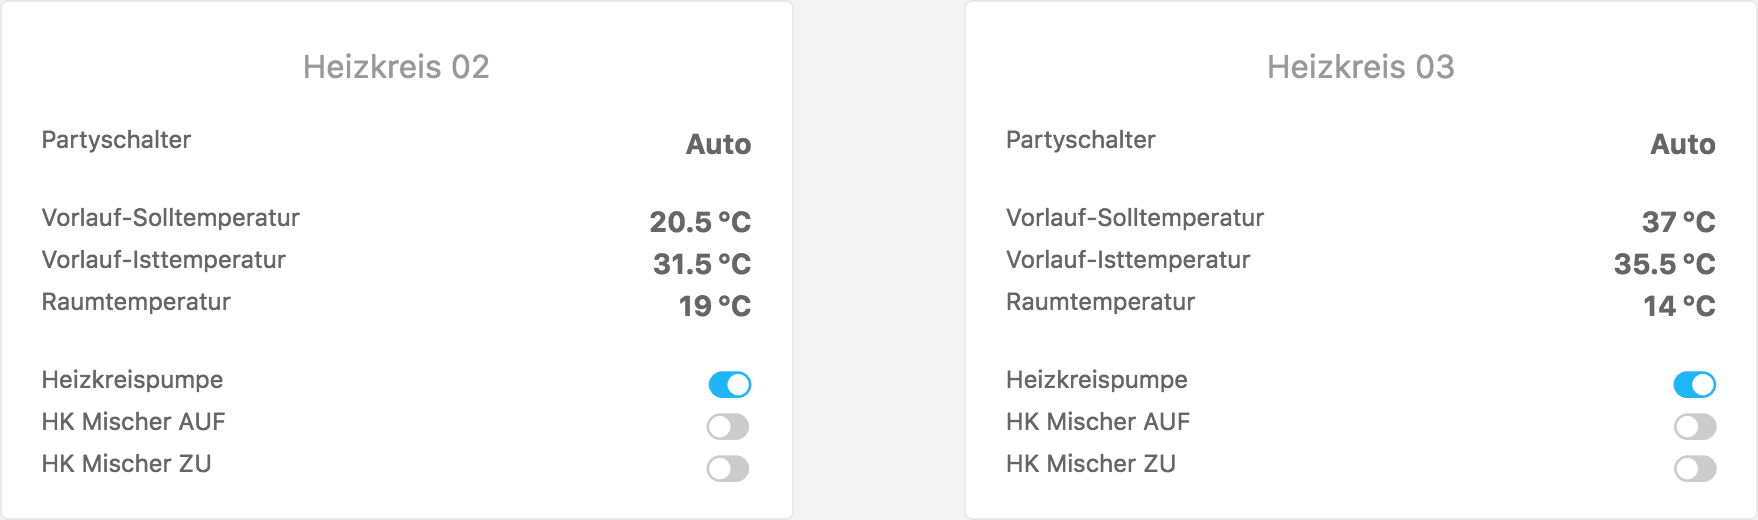 Heizkreis 02
Partyschalter Auto
Vorlauf-Solltemperatur 20.5 °C
Vorlauf-Isttemperatur 31.5 °C
Raumtemperatur 19 °C
Heizkreispumpe
HK Mischer AUF
HK Mischer ZU
Heizkreis 03
Partyschalter Auto
Vorlauf-Solltemperatur 37 °C
Vorlauf-Isttemperatur 35.5 °C
Raumtemperatur 14 °C
Heizkreispumpe
HK Mischer AUF
HK Mischer ZU